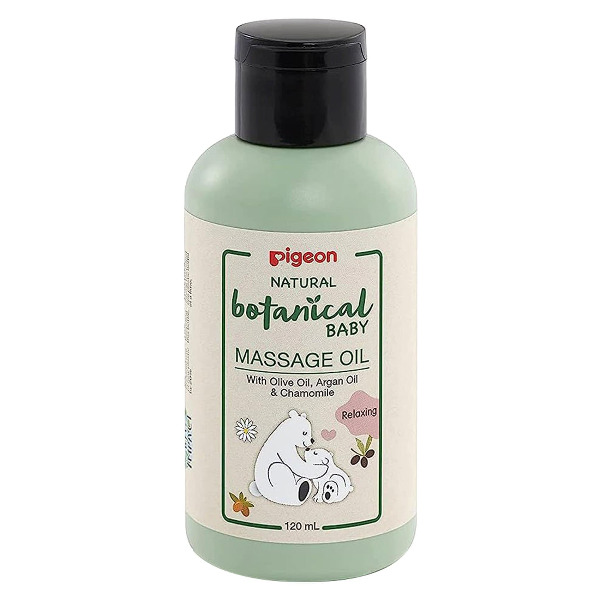 pigeon
NATURAL
botanical
BABY
MASSAGE OIL
With Olive Oil, Argan Oil
& Chamomile
Relaxing
120 mL